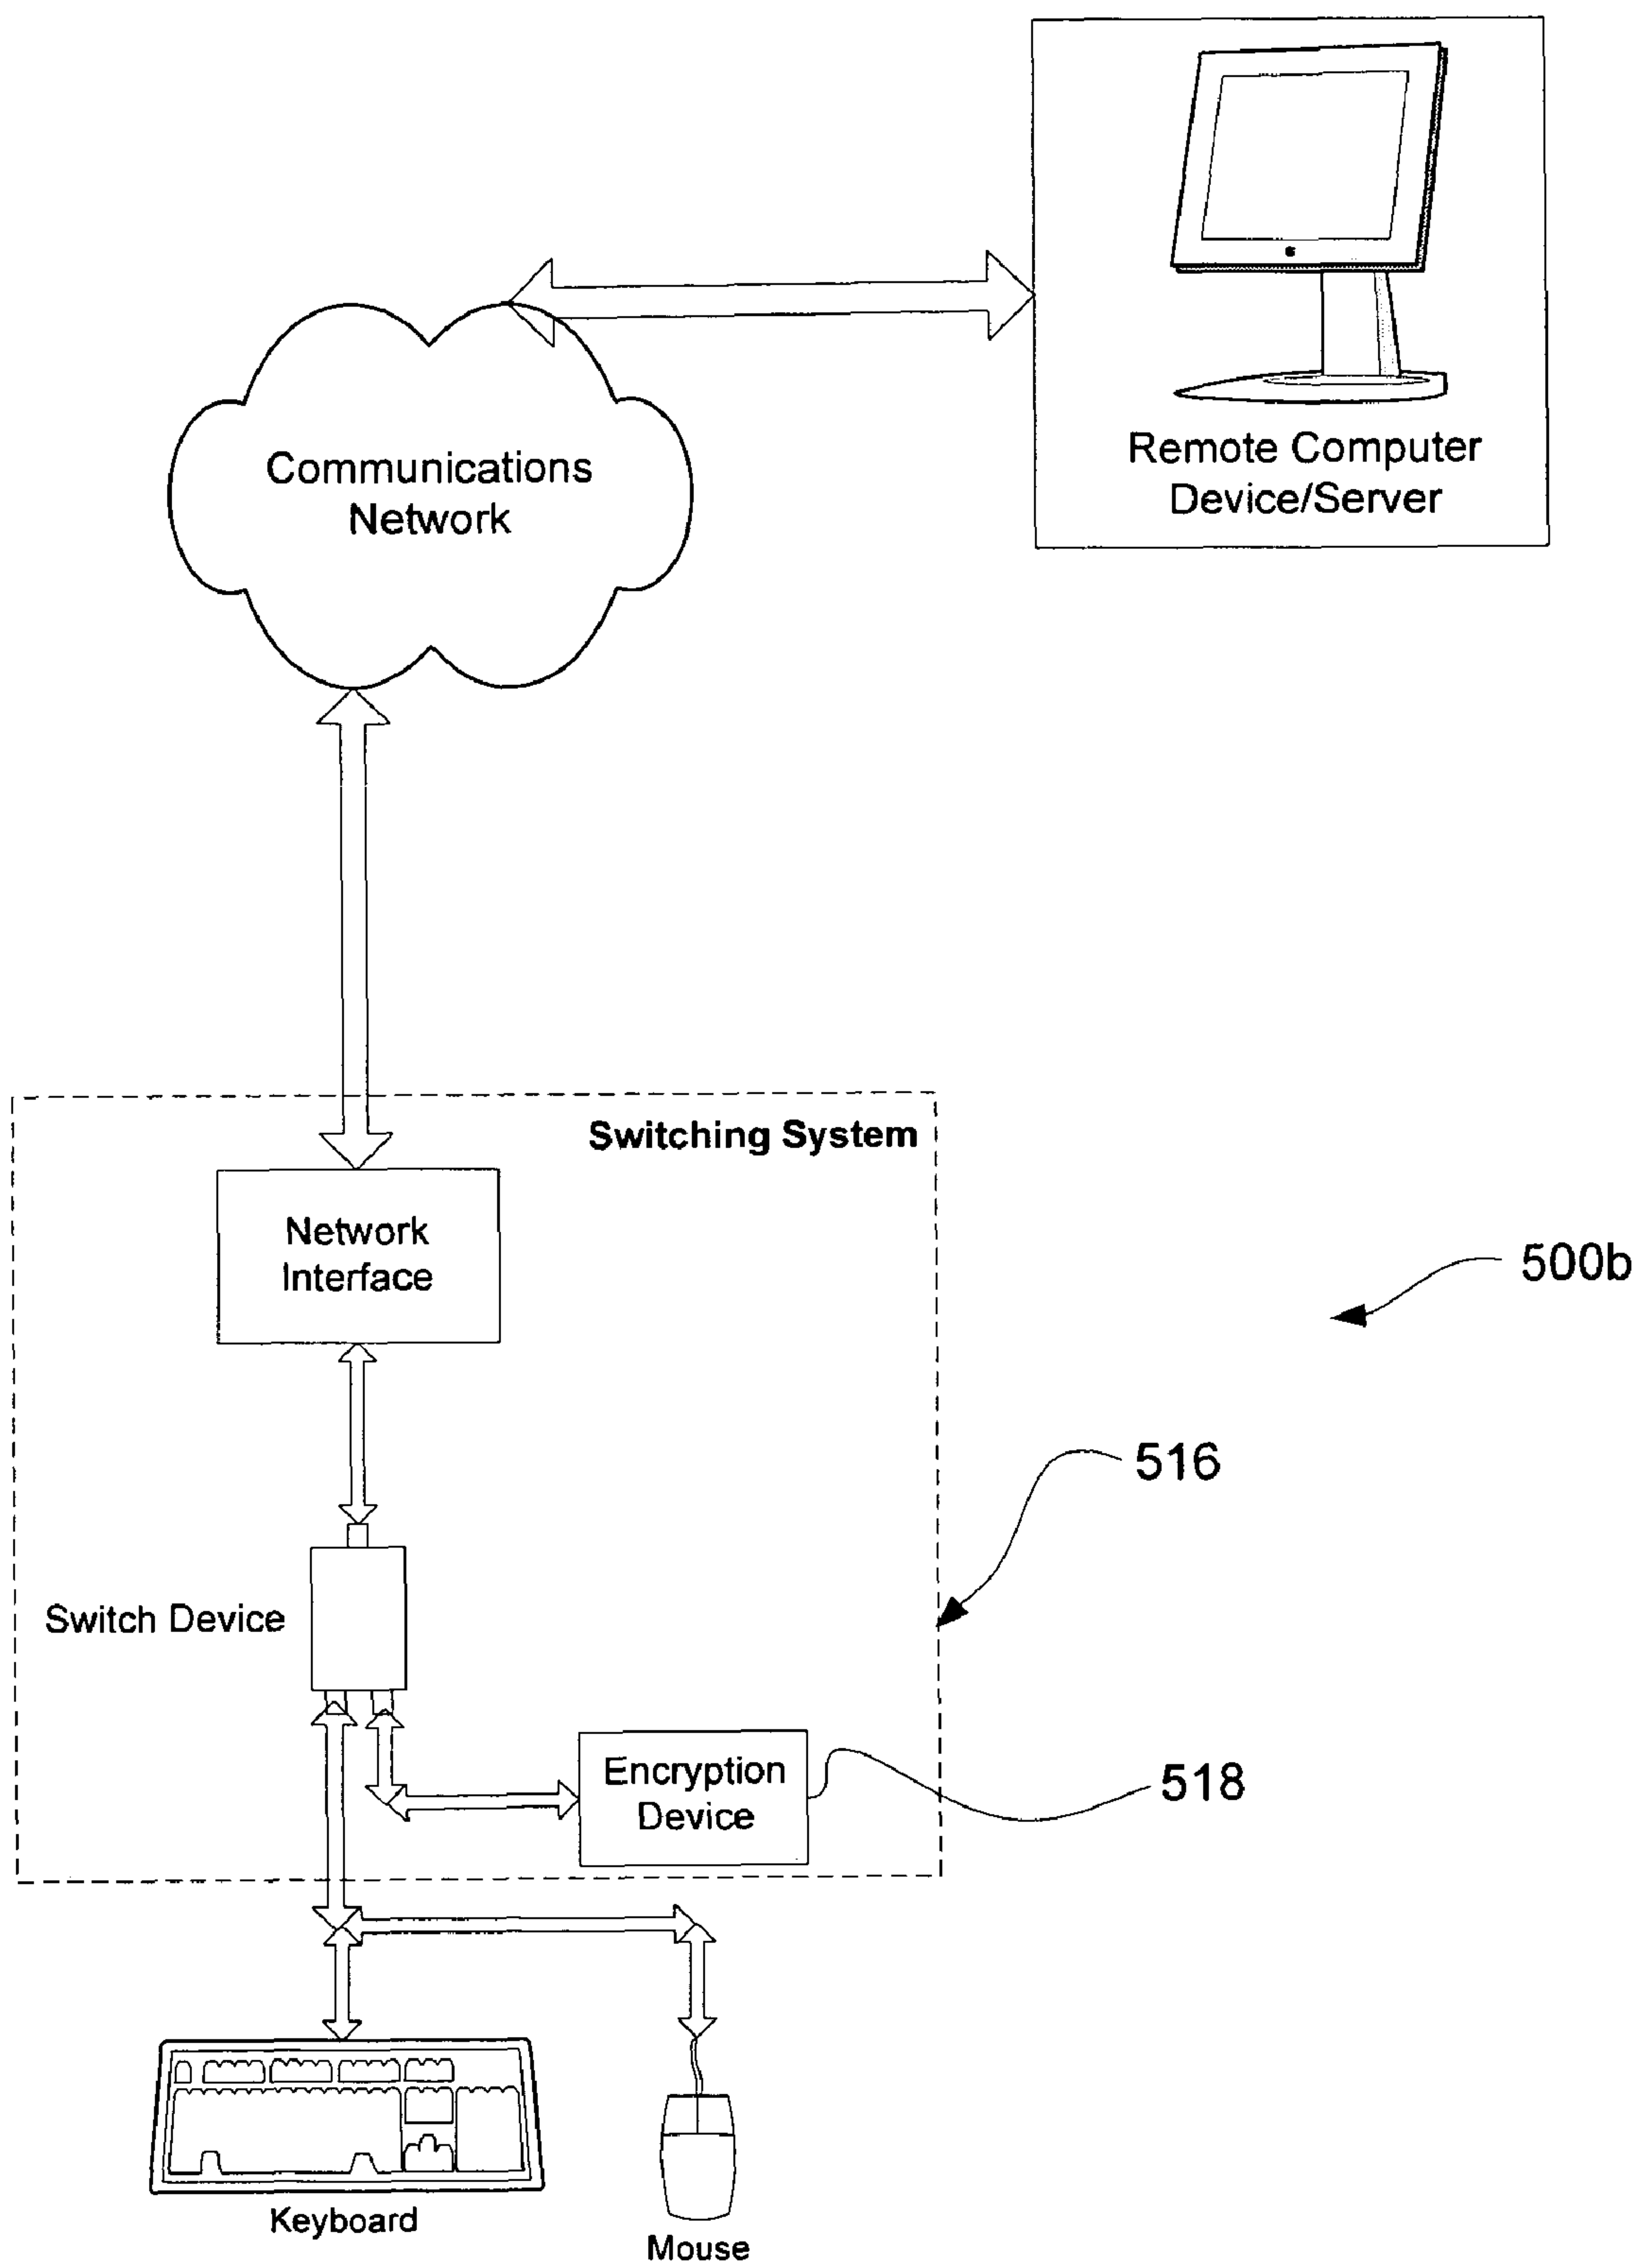 Remote Computer
Device/Server
Communications
Network
Switching System
Network
Interface
500b
516
Switch Device
Encryption
Device
518
Keyboard
Mouse